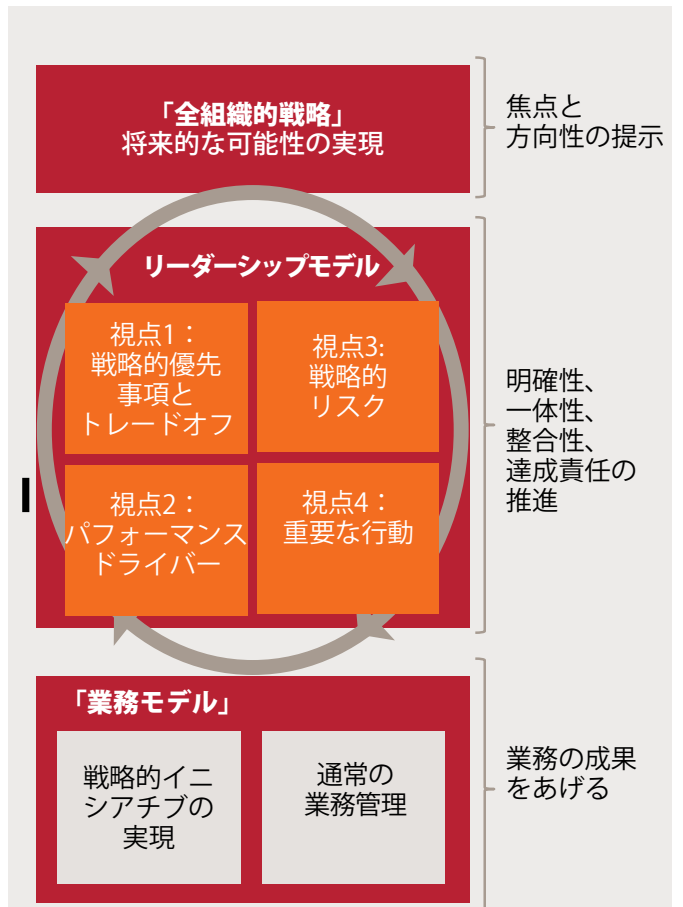 「全組織的戦略」
将来的な可能性の実現
焦点と
方向性の提示
リーダーシップモデル
視点1：
戦略的優先
事項と
トレードオフ
視点3:
戦略的
リスク
視点2：
パフォーマンス
ドライバー
視点4：
重要な行動
明確性、
一体性、
整合性、
達成責任の
推進
「業務モデル」
戦略的イニ
シアチブの
実現
通常の
業務管理
業務の成果
をあげる